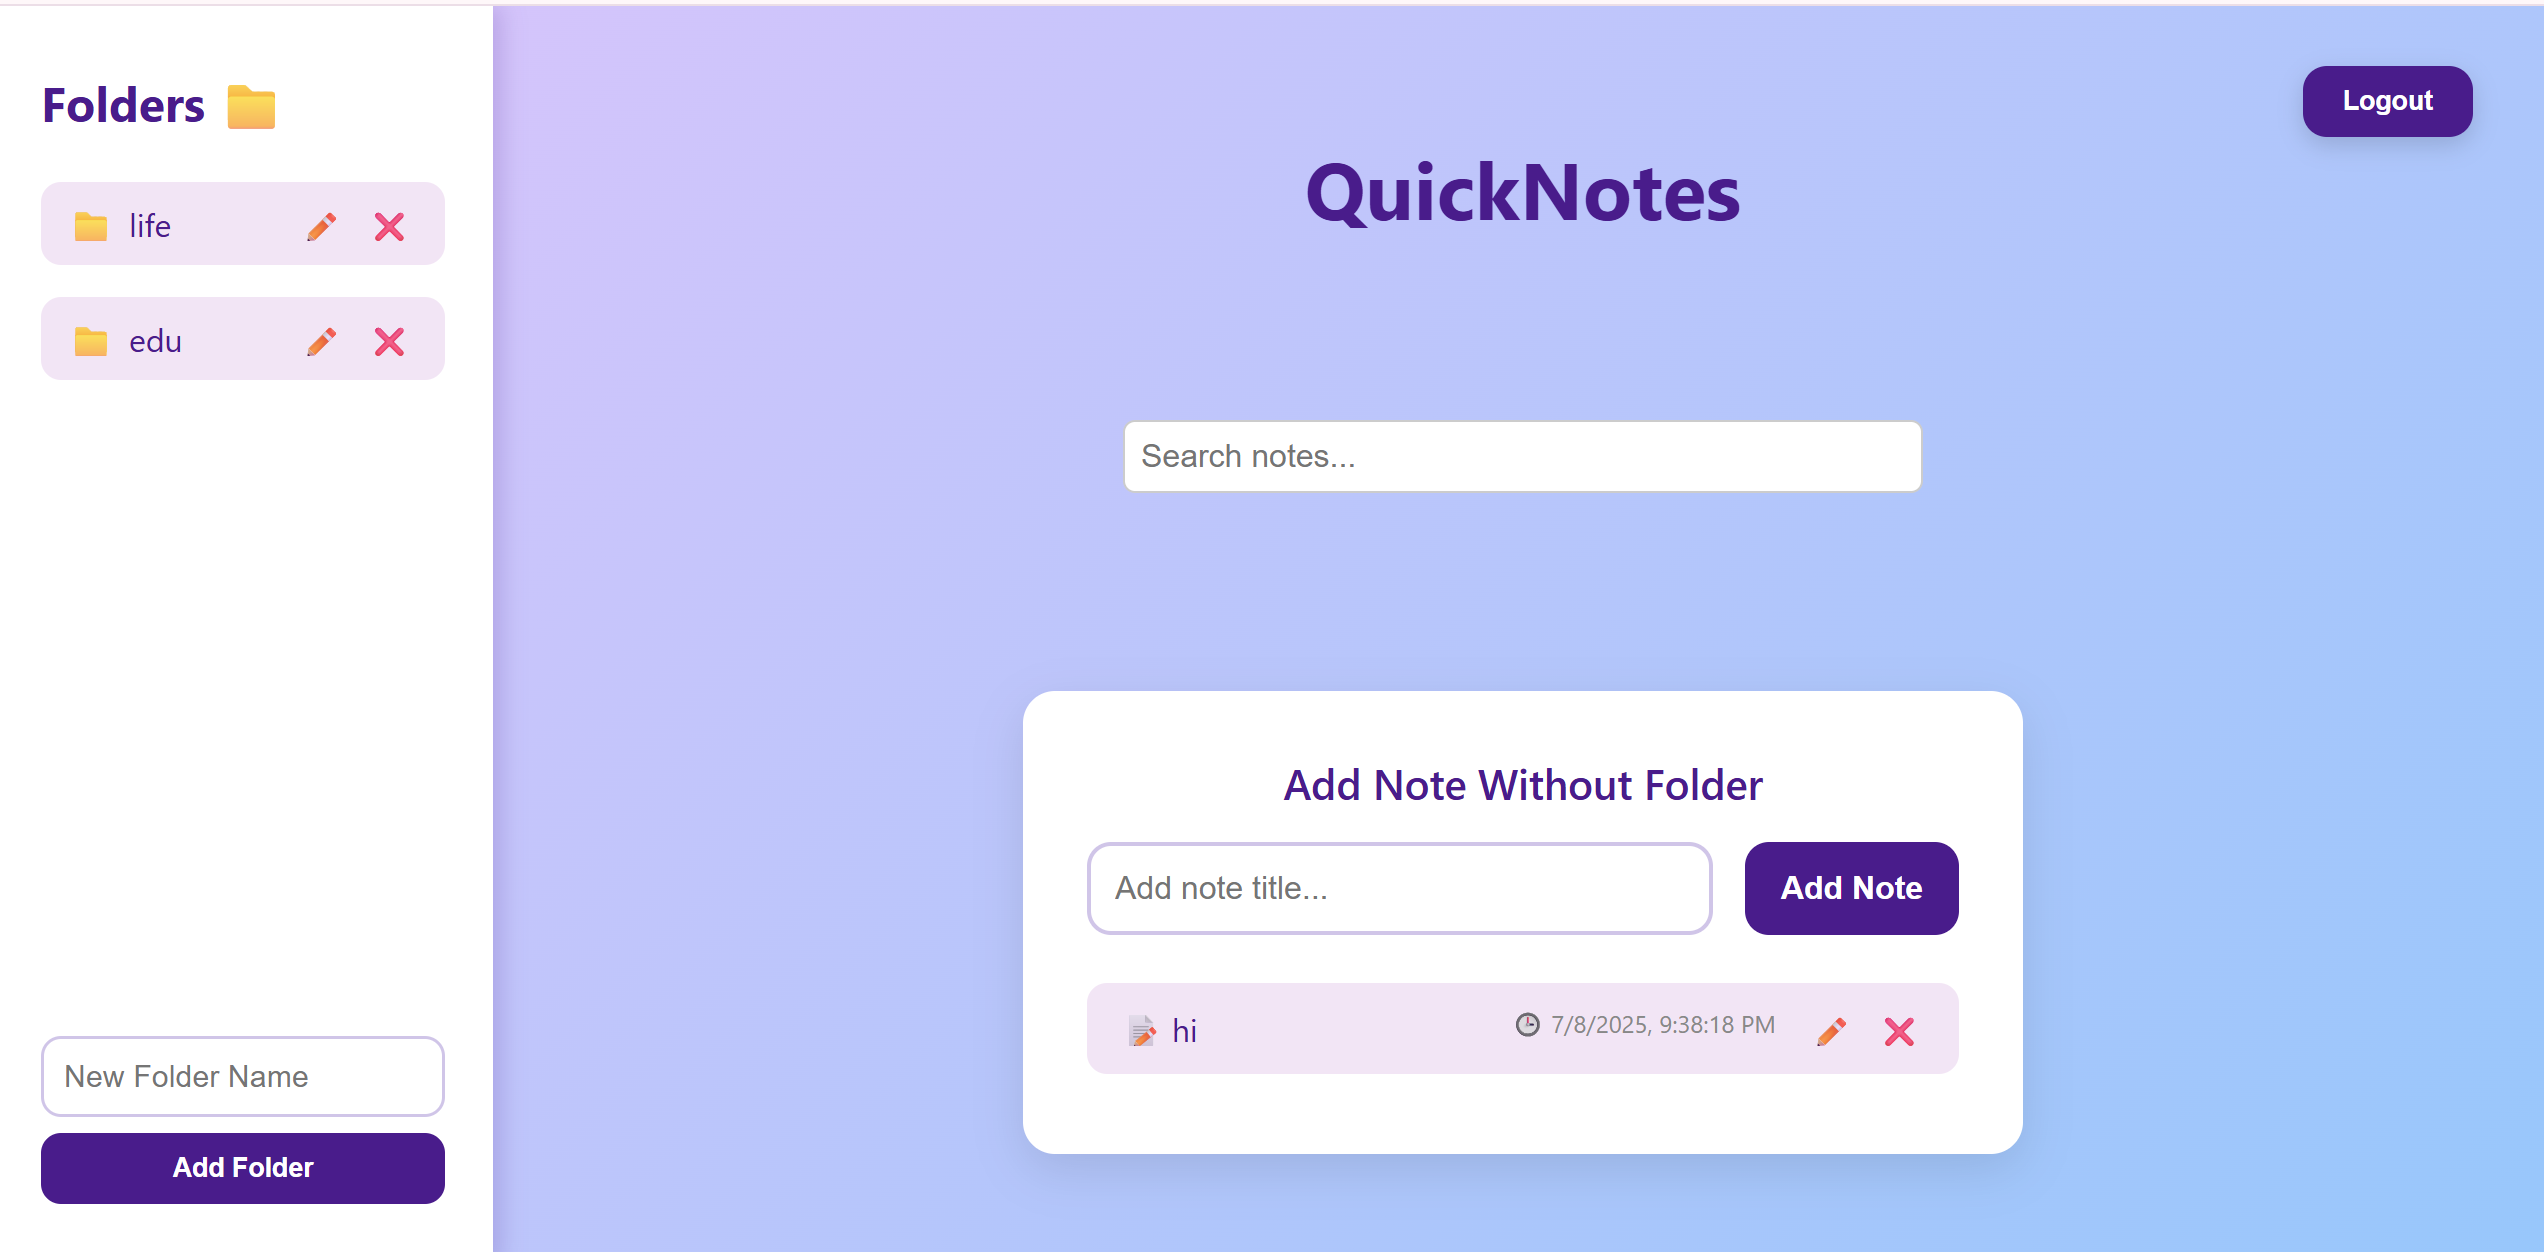 Folders
life
edu
New Folder Name
Add Folder
Logout
QuickNotes
Search notes...
Add Note Without Folder
Add note title...
Add Note
hi
7/8/2025, 9:38:18 PM